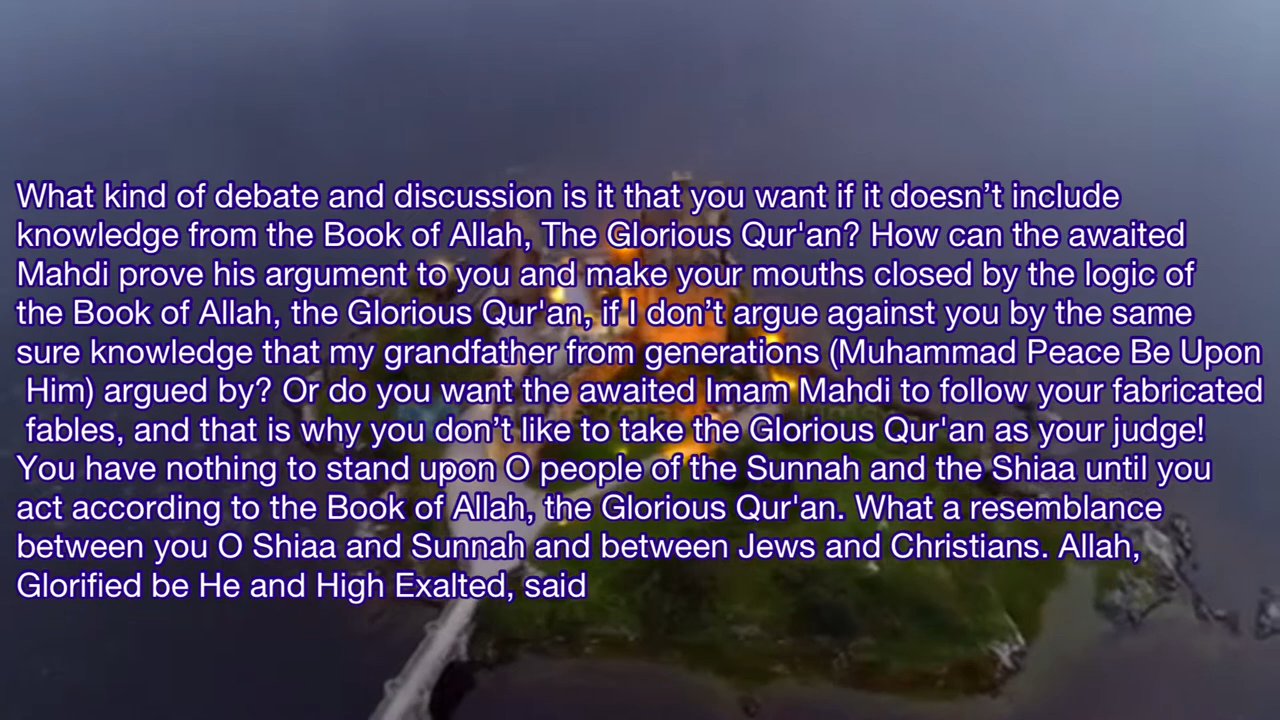 What kind of debate and discussion is it that you want if it doesn’t include
knowledge from the Book of Allah, The Glorious Qur'an? How can the awaited
Mahdi prove his argument to you and make your mouths closed by the logic of
the Book of Allah, the Glorious Qur'an, if I don’t argue against you by the same
sure knowledge that my grandfather from generations (Muhammad Peace Be Upon
Him) argued by? Or do you want the awaited Imam Mahdi to follow your fabricated
fables, and that is why you don’t like to take the Glorious Qur'an as your judge!
You have nothing to stand upon O people of the Sunnah and the Shiaa until you
act according to the Book of Allah, the Glorious Qur'an. What a resemblance
between you O Shiaa and Sunnah and between Jews and Christians. Allah,
Glorified be He and High Exalted, said